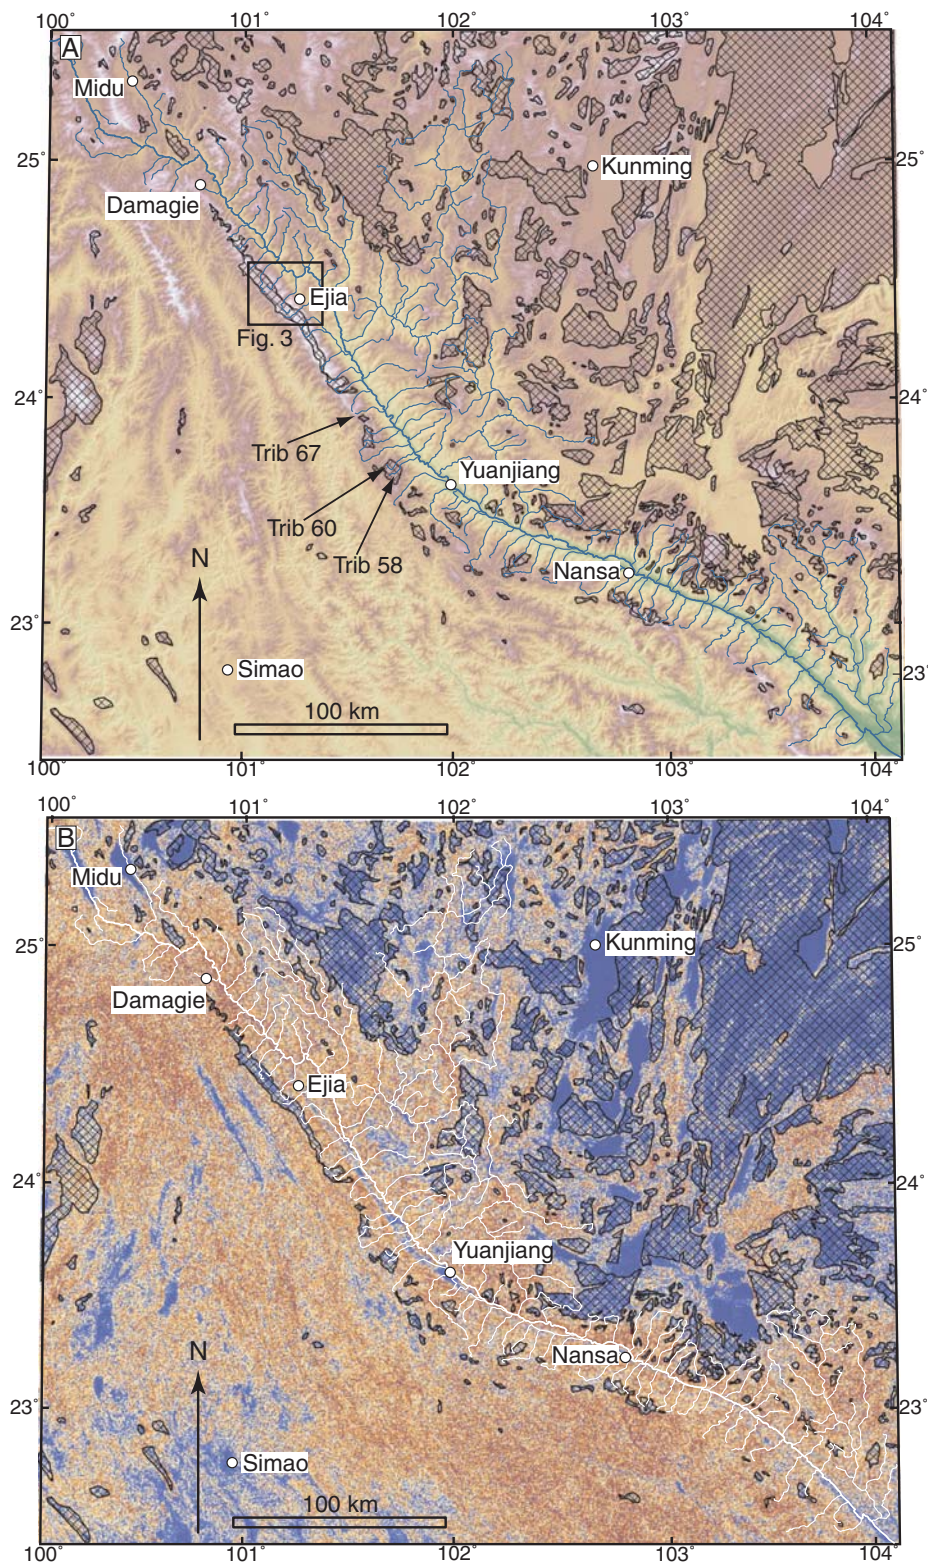 100˚ 101˚ 102˚ 103˚ 104˚
A
Midu
25˚ Kunming 25˚
Damagie
Ejia
Fig. 3
24˚ 24˚
Trib 67
Yuanjiang
Trib 60
N Trib 58
Nansa
23˚
Simao 23˚
100 km
100˚ 101˚ 102˚ 103˚ 104˚
100˚ 101˚ 102˚ 103˚ 104˚
B
Midu
25˚ Kunming 25˚
Damagie
Ejia
24˚ 24˚
Yuanjiang
N Nansa
23˚ 23˚
Simao
100 km
100˚ 101˚ 102˚ 103˚ 104˚